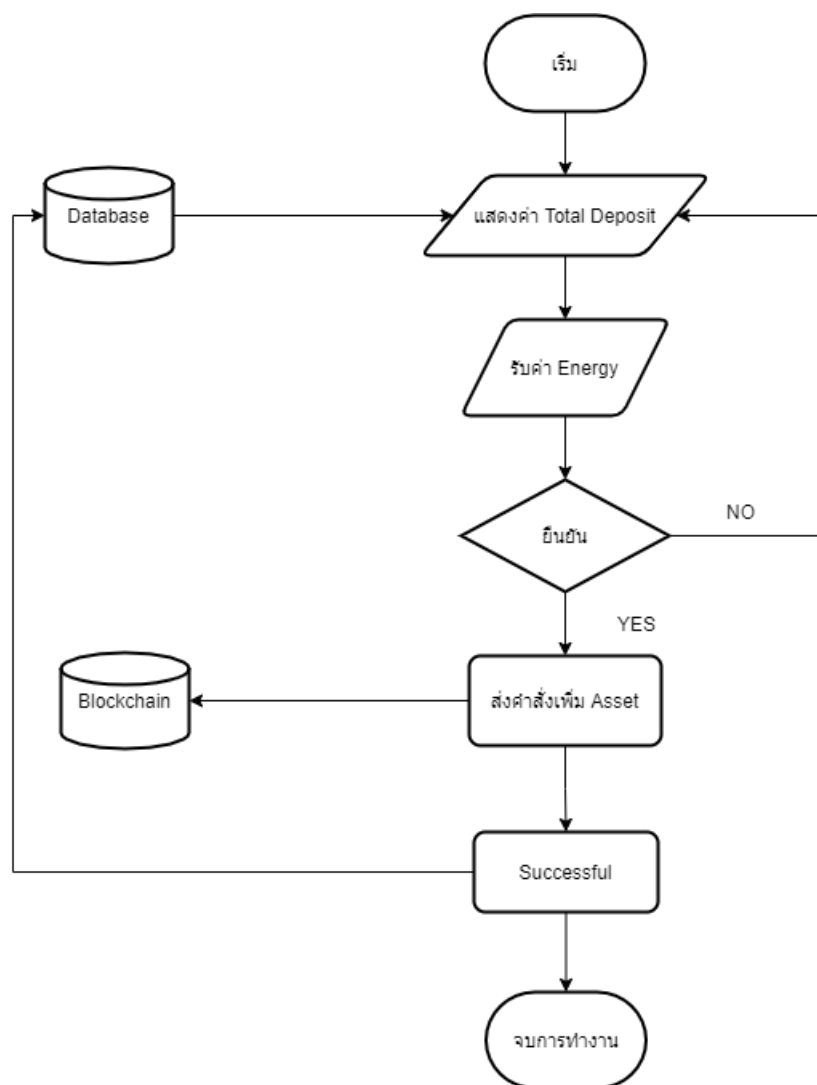 เริ่ม
Database
แสดงค่า Total Deposit
รับค่า Energy
ยืนยัน
NO
YES
Blockchain
ส่งคำสั่งเพิ่ม Asset
Successful
จบการทำงาน